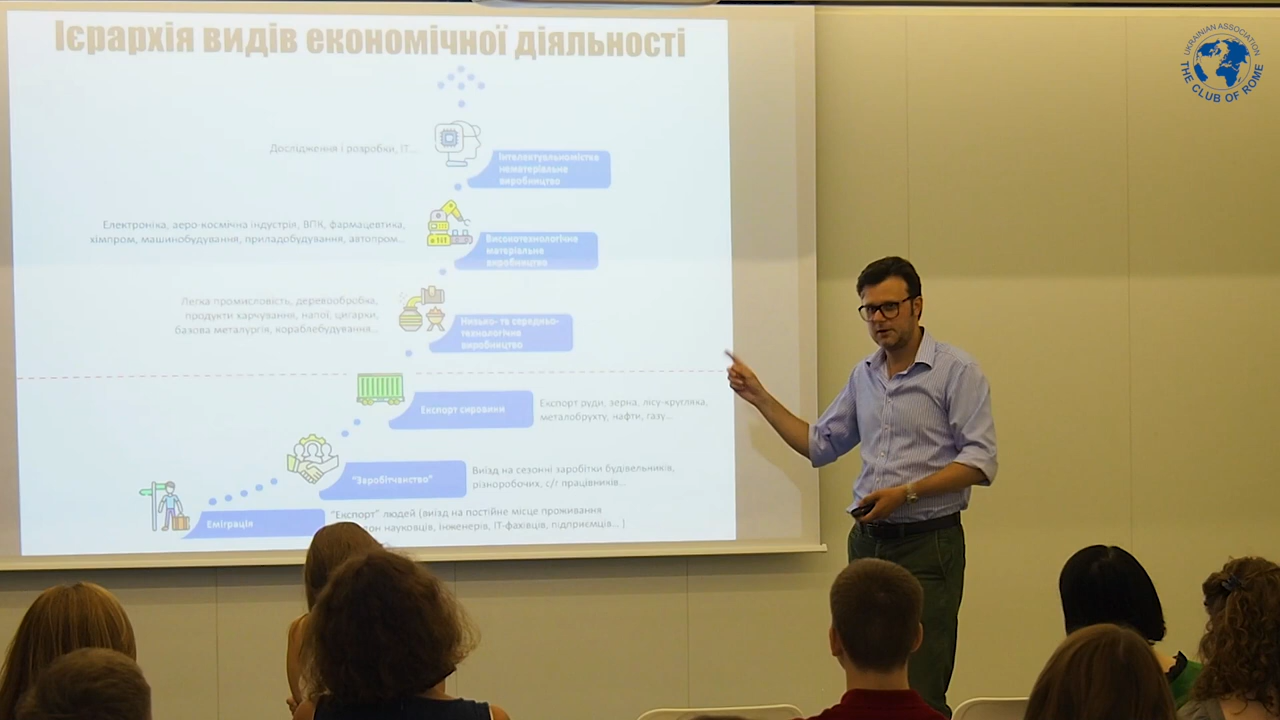 Ієрархія видів економічної діяльності
UKRAINIAN ASSOCIATION
THE CLUB OF ROME
Дослідження і розробки, ІТ...
Інтелектуаломістке
нематеріальне
виробництво
Електроніка, аеро-космічна індустрія, ВПК, фармацевтика,
хімпром, машинобудування, приладобудування, автопром...
Високотехнологічне
матеріальне
виробництво
Легка промисловість, деревообробка,
продукти харчування, напої, цигарки,
базова металургія, кораблебудування...
Низько- та середньо-
технологічне
виробництво
Експорт сировини
Експорт руди, зерна, лісу-кругляка,
металобрухту, нафти, газу...
"Заробітчанство"
Виїзд на сезонні заробітки будівельників,
різноробочих, с/г працівників...
Еміграція
"Експорт" людей (виїзд на постійне місце проживання
науковців, інженерів, ІТ-фахівців, підприємців... )